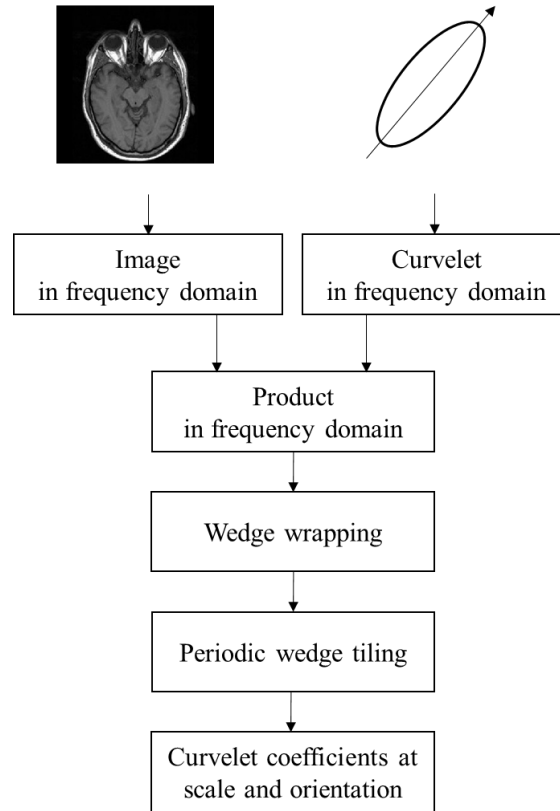 Image
in frequency domain
Curvelet
in frequency domain
Product
in frequency domain
Wedge wrapping
Periodic wedge tiling
Curvelet coefficients at
scale and orientation